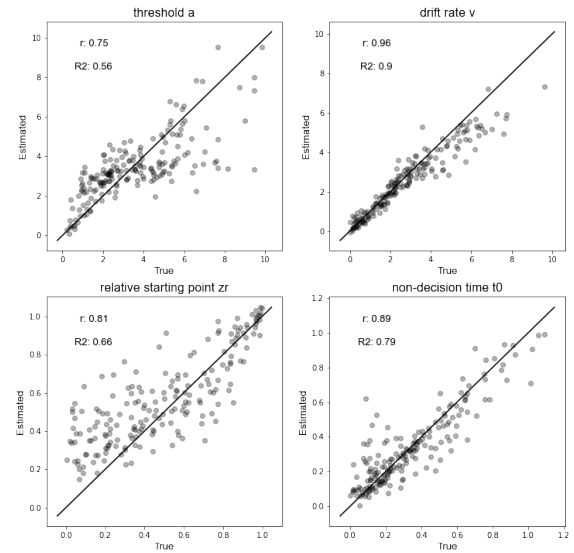 threshold a
r: 0.75
R2: 0.56
10
8
6
4
2
0
Estimated
0 2 4 6 8 10
True
drift rate v
r: 0.96
R2: 0.9
10
8
6
4
2
0
Estimated
0 2 4 6 8 10
True
relative starting point zr
r: 0.81
R2: 0.66
1.0
0.8
0.6
0.4
0.2
0.0
Estimated
0.0 0.2 0.4 0.6 0.8 1.0
True
non-decision time t0
r: 0.89
R2: 0.79
1.2
1.0
0.8
0.6
0.4
0.2
0.0
Estimated
0.0 0.2 0.4 0.6 0.8 1.0 1.2
True